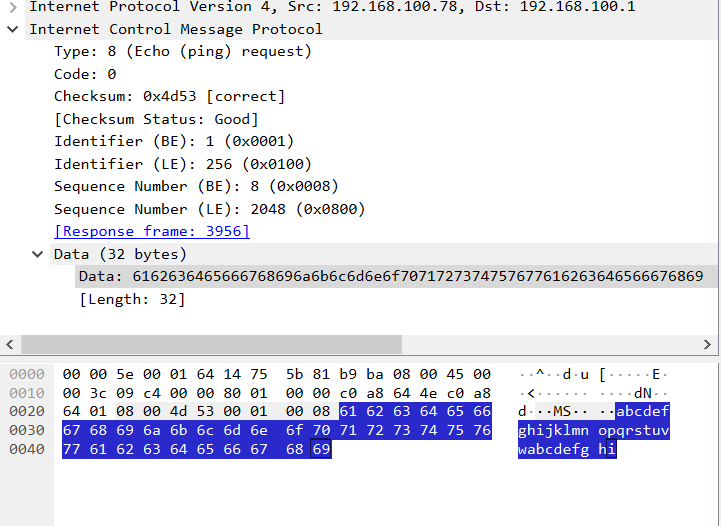 Internet Protocol Version 4, Src: 192.168.100.78, Dst: 192.168.100.1
Internet Control Message Protocol
Type: 8 (Echo (ping) request)
Code: 0
Checksum: 0x4d53 [correct]
[Checksum Status: Good]
Identifier (BE): 1 (0x0001)
Identifier (LE): 256 (0x0100)
Sequence Number (BE): 8 (0x0008)
Sequence Number (LE): 2048 (0x0800)
[Response frame: 3956]
Data (32 bytes)
Data: 6162636465666768696a6b6c6d6e6f7071727374757677616263646566676869
[Length: 32]
0000 00 00 5e 00 01 64 14 75 5b 81 b9 ba 08 00 45 00 ··^··d·u [·····E·
0010 00 3c 09 c4 00 00 80 01 00 00 c0 a8 64 4e c0 a8 ·<······ ····dN··
0020 64 01 08 00 4d 53 00 01 00 08 61 62 63 64 65 66 d···MS·· ··abcdef
0030 67 68 69 6a 6b 6c 6d 6e 6f 70 71 72 73 74 75 76 ghijklmn opqrstuv
0040 77 61 62 63 64 65 66 67 68 69 wabcdefg hi